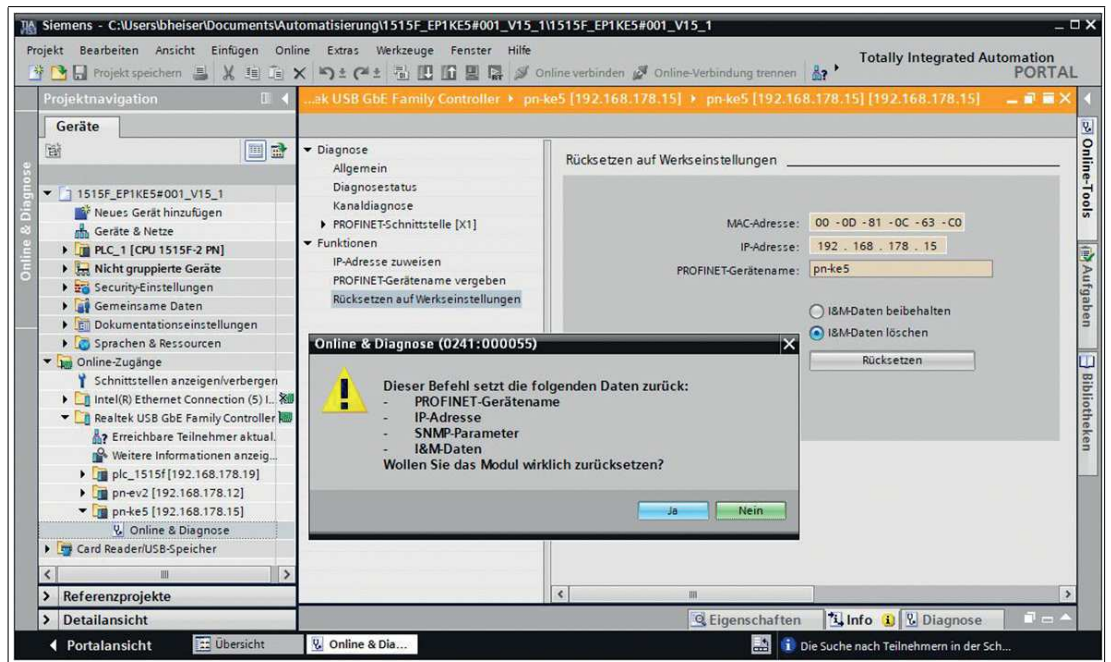 Siemens - C:\Users\bheiser\Documents\Automatisierung\1515F_EP1KE5#001_V15_1\1515F_EP1KE5#001_V15_1
Projekt Bearbeiten Ansicht Einfügen Online Extras Werkzeuge Fenster Hilfe
Totally Integrated Automation
PORTAL
Projekt speichern
Online verbinden
Online-Verbindung trennen
Projektnavigation
...ek USB GbE Family Controller pn-ke5 [192.168.178.15] pn-ke5 [192.168.178.15] [192.168.178.15]
Geräte
Online & Diagnose
1515F_EP1KE5#001_V15_1
Neues Gerät hinzufügen
Geräte & Netze
PLC_1 [CPU 1515F-2 PN]
Nicht gruppierte Geräte
Security-Einstellungen
Gemeinsame Daten
Dokumentationseinstellungen
Sprachen & Ressourcen
Online-Zugänge
Schnittstellen anzeigen/verbergen
Intel(R) Ethernet Connection (5) I..
Realtek USB GbE Family Controller
Erreichbare Teilnehmer aktual.
Weitere Informationen anzeig...
plc_1515f [192.168.178.19]
pn-ev2 [192.168.178.12]
pn-ke5 [192.168.178.15]
Online & Diagnose
Card Reader/USB-Speicher
Referenzprojekte
Detailansicht
Diagnose
Allgemein
Diagnosestatus
Kanaldiagnose
PROFINET-Schnittstelle [X1]
Funktionen
IP-Adresse zuweisen
PROFINET-Gerätename vergeben
Rücksetzen auf Werkseinstellungen
Rücksetzen auf Werkseinstellungen
MAC-Adresse: 00 -0D -81 -0C -63 -C0
IP-Adresse: 192 . 168 . 178 . 15
PROFINET-Gerätename: pn-ke5
I&M-Daten beibehalten
I&M-Daten löschen
Rücksetzen
Online & Diagnose (0241:000055)
Dieser Befehl setzt die folgenden Daten zurück:
- PROFINET-Gerätename
- IP-Adresse
- SNMP-Parameter
- I&M-Daten
Wollen Sie das Modul wirklich zurücksetzen?
Ja
Nein
Online-Tools
Aufgaben
Bibliotheken
Eigenschaften
Info
Diagnose
Portalansicht
Übersicht
Online & Dia...
Die Suche nach Teilnehmern in der Sch...